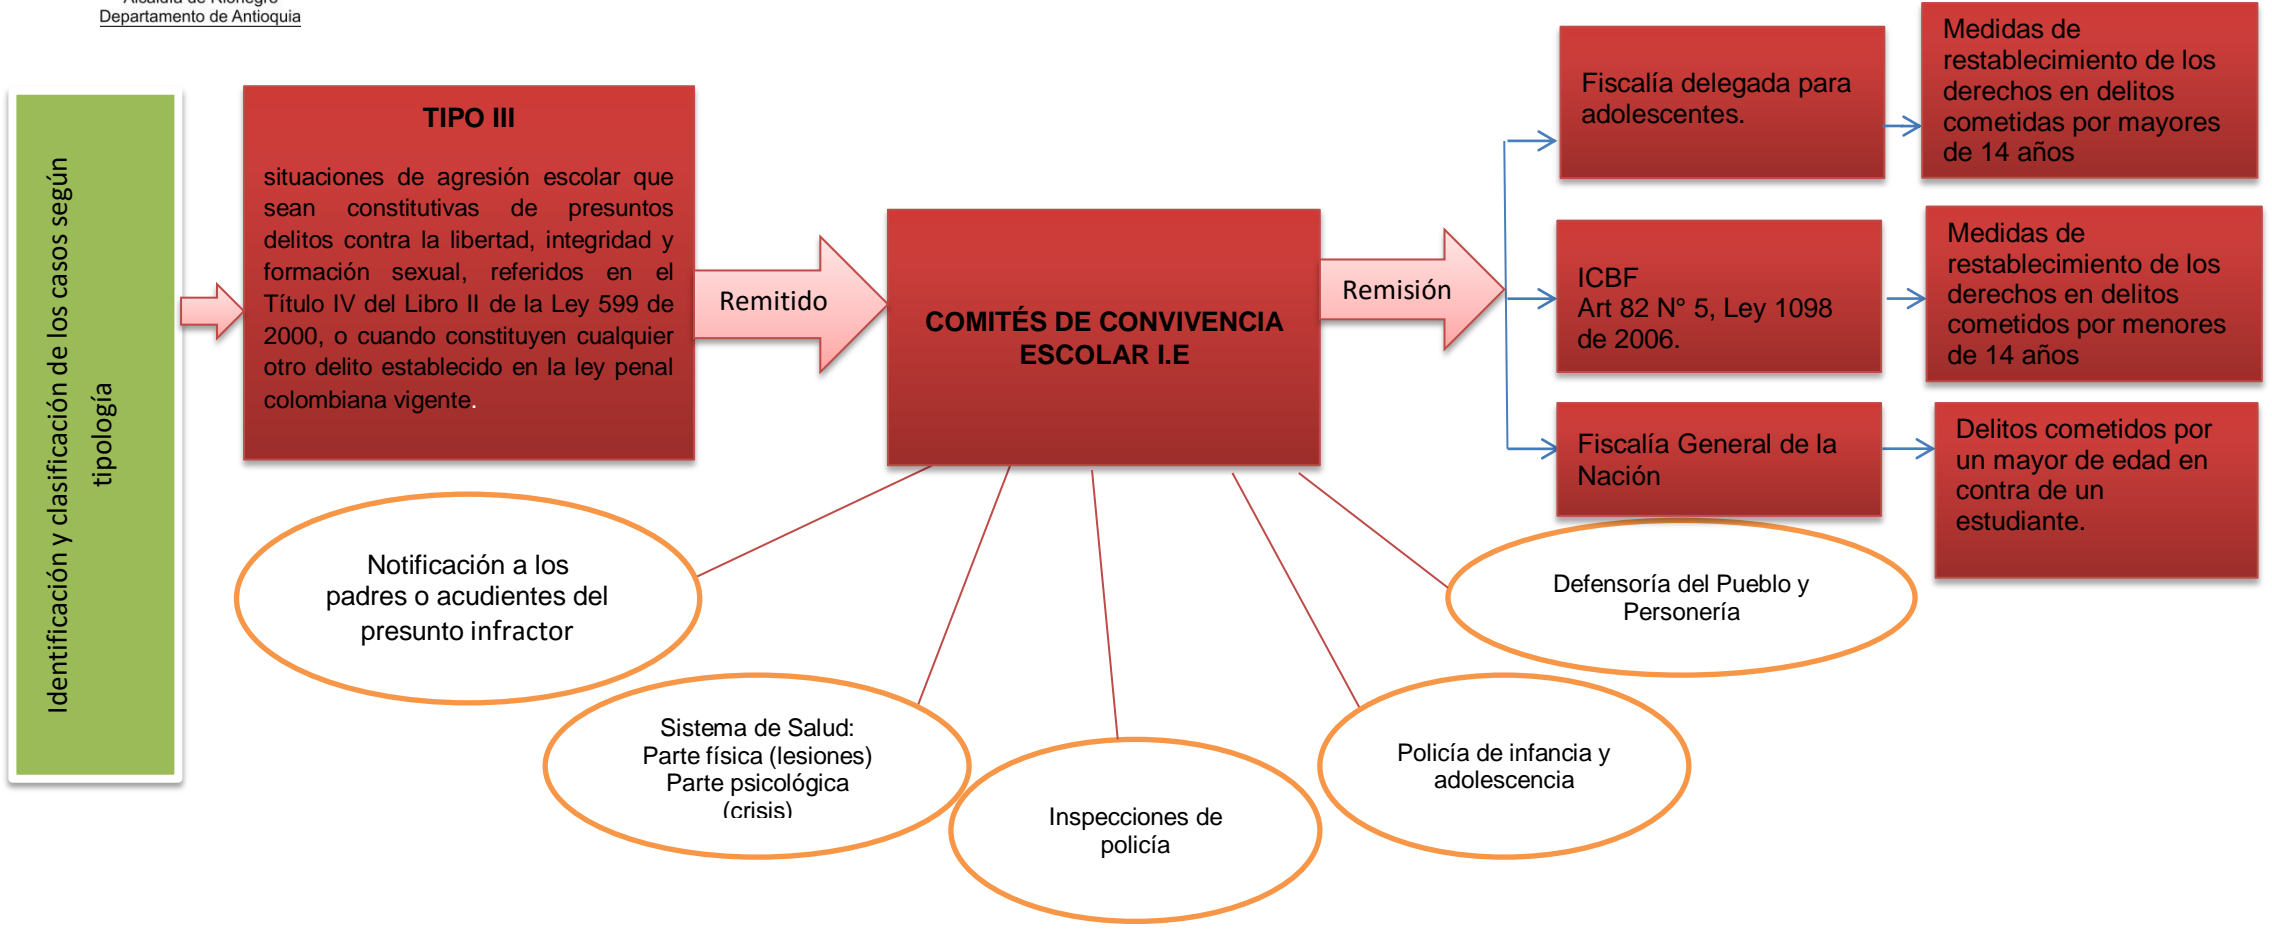 Alcaldía de Rionegro
Departamento de Antioquia
Identificación y clasificación de los casos según
tipología
TIPO III
situaciones de agresión escolar que
sean constitutivas de presuntos
delitos contra la libertad, integridad y
formación sexual, referidos en el
Título IV del Libro II de la Ley 599 de
2000, o cuando constituyen cualquier
otro delito establecido en la ley penal
colombiana vigente.
Remitido
COMITÉS DE CONVIVENCIA
ESCOLAR I.E
Remisión
Fiscalía delegada para
adolescentes.
Medidas de
restablecimiento de los
derechos en delitos
cometidas por mayores
de 14 años
ICBF
Art 82 N° 5, Ley 1098
de 2006.
Medidas de
restablecimiento de los
derechos en delitos
cometidos por menores
de 14 años
Fiscalía General de la
Nación
Delitos cometidos por
un mayor de edad en
contra de un
estudiante.
Notificación a los
padres o acudientes del
presunto infractor
Sistema de Salud:
Parte física (lesiones)
Parte psicológica
(crisis)
Inspecciones de
policía
Policía de infancia y
adolescencia
Defensoría del Pueblo y
Personería